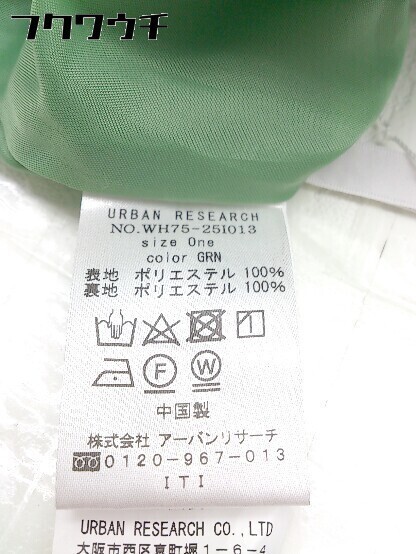 フクワウチ
URBAN RESEARCH
NO.WH75-25I013
size One
color GRN
表地 ポリエステル 100%
裏地 ポリエステル 100%
F W
中国製
株式会社 アーバンリサーチ
0120-967-013
ITI
URBAN RESEARCH CO.,LTD
大阪市西区京町堀1-6-4